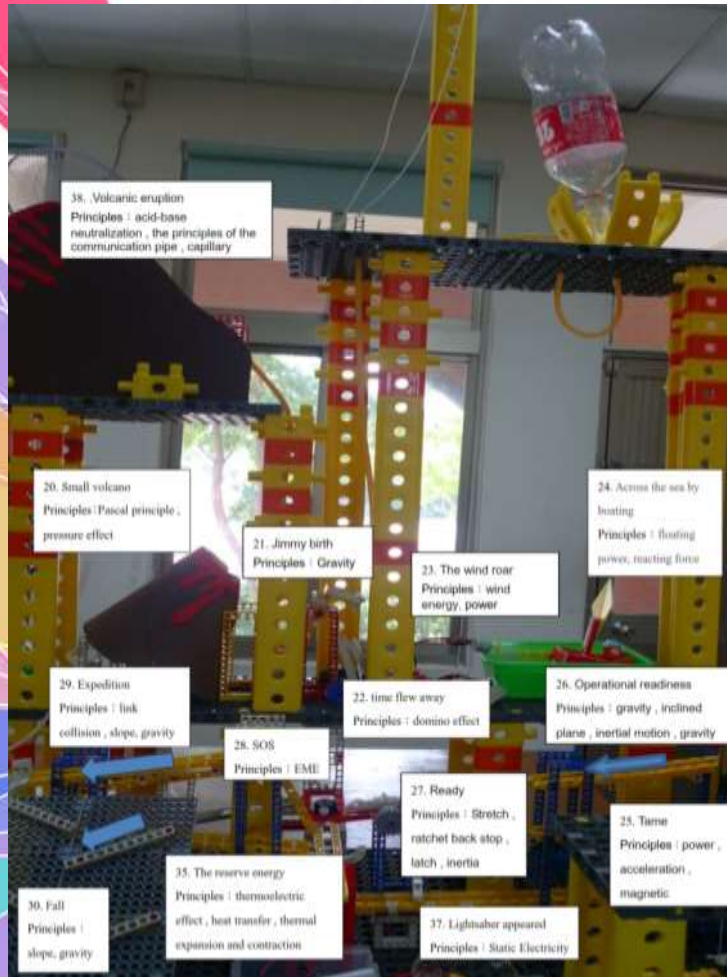 38. .Volcanic eruption
Principles：acid-base
neutralization , the principles of the
communication pipe , capillary
20. Small volcano
Principles：Pascal principle ,
pressure effect
21. Jimmy birth
Principles：Gravity
23. The wind roar
Principles：wind
energy, power
24. Across the sea by
boating
Principles：floating
power, reacting force
29. Expedition
Principles：link
collision, slope, gravity
22. time flew away
Principles：domino effect
26. Operational readiness
Principles：gravity , inclined
plane , inertial motion , gravity
28. SOS
Principles：EME
27. Ready
Principles：Stretch ,
ratchet back stop ,
latch , inertia
25. Tame
Principles：power ,
acceleration ,
magnetic
30. Fall
Principles：
slope, gravity
35. The reserve energy
Principles：thermoelectric
effect , heat transfer , thermal
expansion and contraction
37. Lightsaber appeared
Principles：Static Electricity